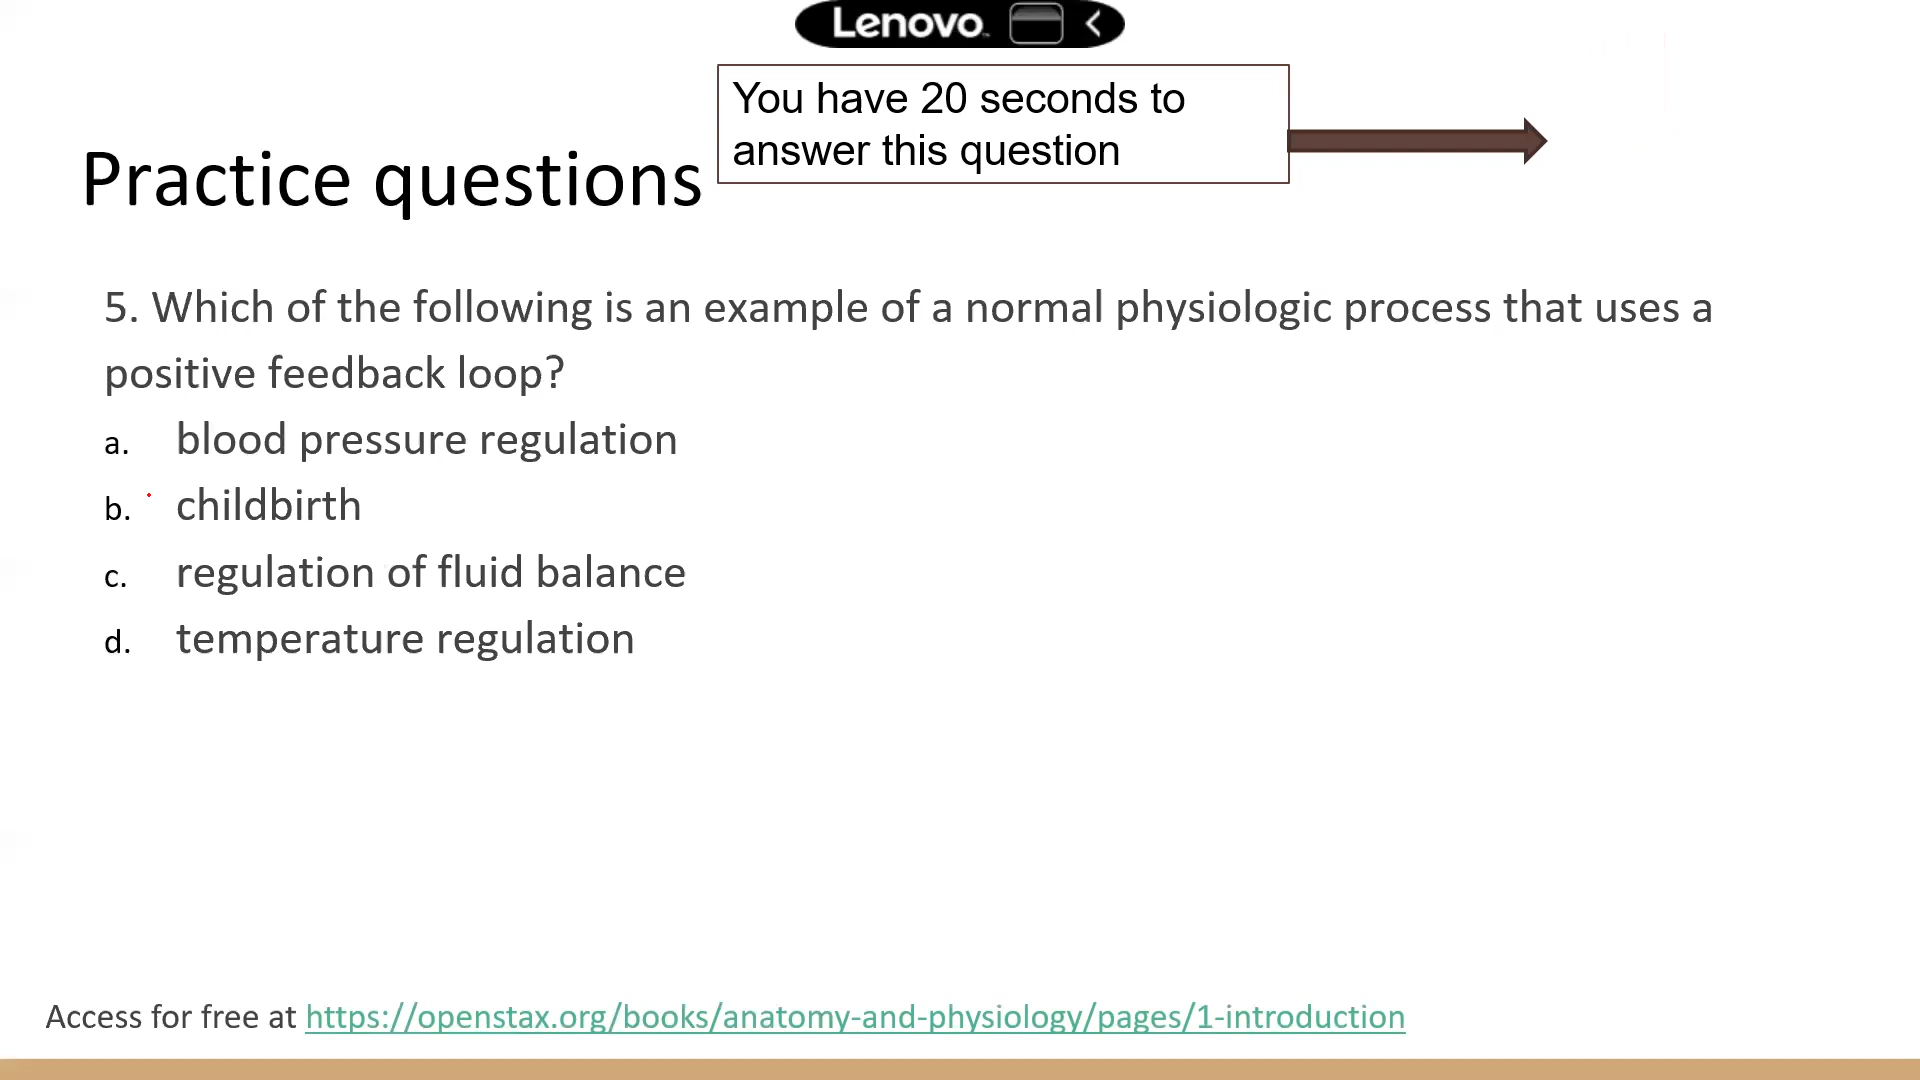 Lenovo
You have 20 seconds to
answer this question
Practice questions
5. Which of the following is an example of a normal physiologic process that uses a
positive feedback loop?
a. blood pressure regulation
b. childbirth
c. regulation of fluid balance
d. temperature regulation
Access for free at https://openstax.org/books/anatomy-and-physiology/pages/1-introduction